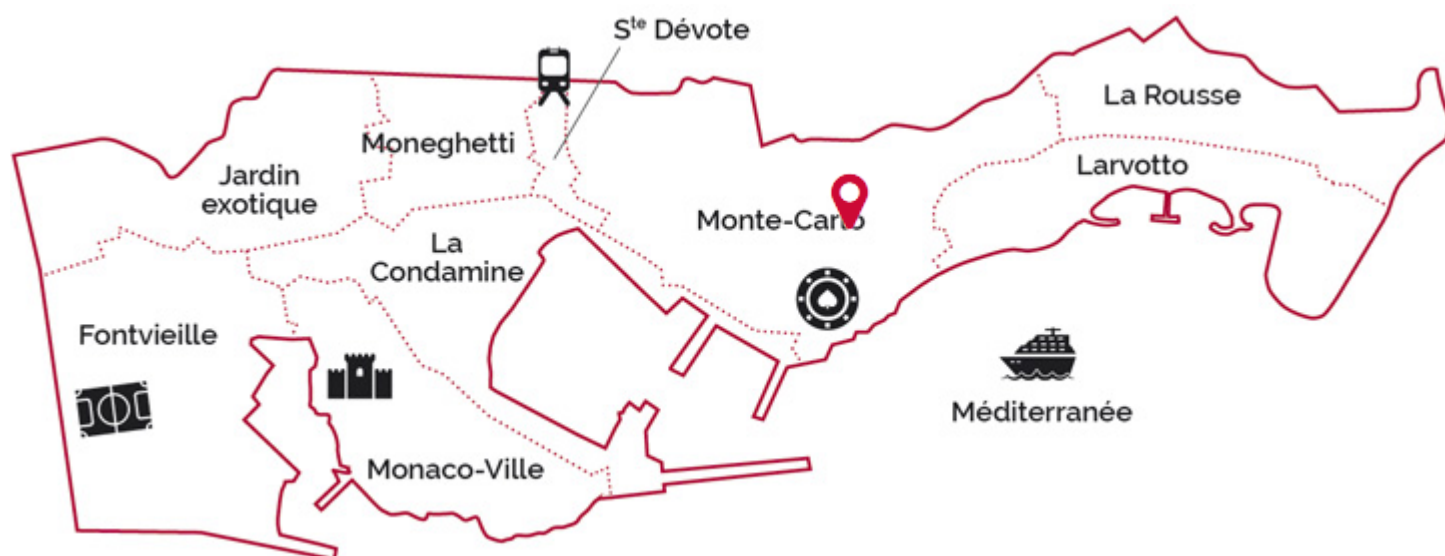 Sᵗᵉ Dévote
La Rousse
Moneghetti
Larvotto
Jardin
exotique
Monte-Carlo
La
Condamine
Fontvieille
Méditerranée
Monaco-Ville